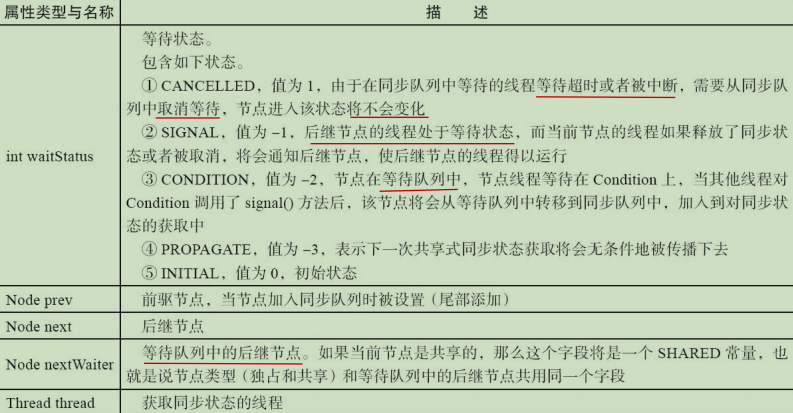 属性类型与名称 描 述
int waitStatus
等待状态。
包含如下状态。
① CANCELLED，值为 1，由于在同步队列中等待的线程等待超时或者被中断，需要从同步队
列中取消等待，节点进入该状态将不会变化
② SIGNAL，值为 –1，后继节点的线程处于等待状态，而当前节点的线程如果释放了同步状
态或者被取消，将会通知后继节点，使后继节点的线程得以运行
③ CONDITION，值为 –2，节点在等待队列中，节点线程等待在 Condition 上，当其他线程对
Condition 调用了 signal() 方法后，该节点将会从等待队列中转移到同步队列中，加入到对同步状
态的获取中
④ PROPAGATE，值为 –3，表示下一次共享式同步状态获取将会无条件地被传播下去
⑤ INITIAL，值为 0，初始状态
Node prev 前驱节点，当节点加入同步队列时被设置（尾部添加）
Node next 后继节点
Node nextWaiter
等待队列中的后继节点。如果当前节点是共享的，那么这个字段将是一个 SHARED 常量，也
就是说节点类型（独占和共享）和等待队列中的后继节点共用同一个字段
Thread thread 获取同步状态的线程